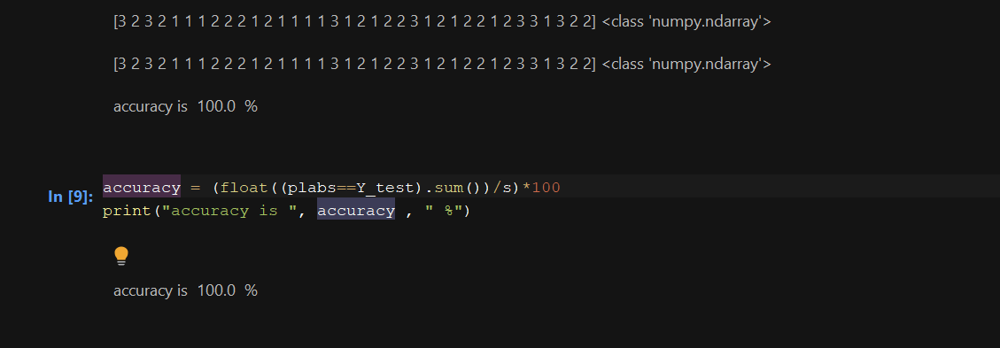 [3 2 3 2 1 1 1 2 2 2 1 2 1 1 1 1 3 1 2 1 2 2 3 1 2 1 2 2 1 2 3 3 1 3 2 2] <class 'numpy.ndarray'>
[3 2 3 2 1 1 1 2 2 2 1 2 1 1 1 1 3 1 2 1 2 2 3 1 2 1 2 2 1 2 3 3 1 3 2 2] <class 'numpy.ndarray'>
accuracy is  100.0  %
In [9]: accuracy = (float((plabs==Y_test).sum())/s)*100
print("accuracy is ", accuracy , " %")
accuracy is  100.0  %